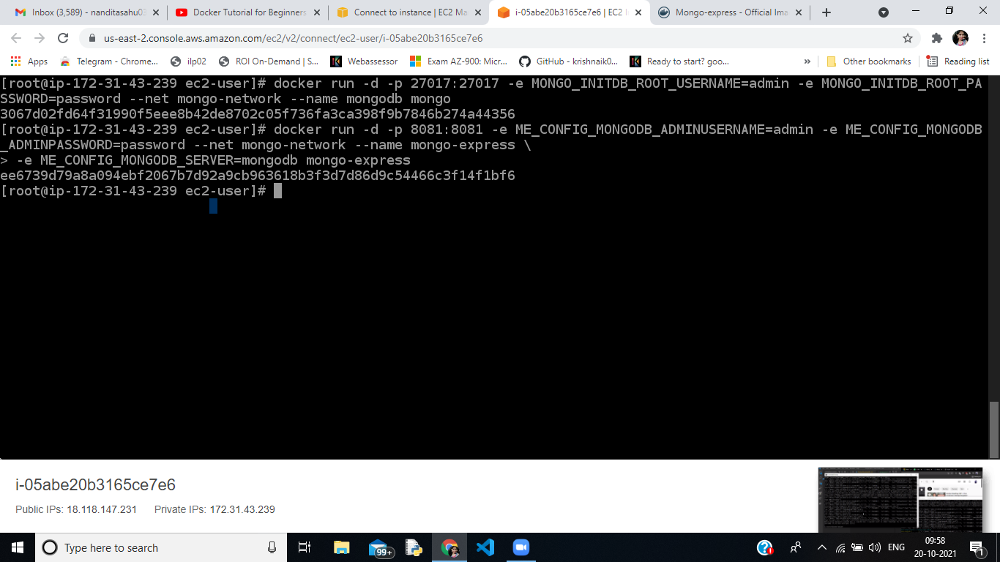 Inbox (3,589) - nanditasahu03
Docker Tutorial for Beginners
Connect to instance | EC2 Ma
i-05abe20b3165ce7e6 | EC2 I
Mongo-express - Official Ima
us-east-2.console.aws.amazon.com/ec2/v2/connect/ec2-user/i-05abe20b3165ce7e6
Apps
Telegram - Chrome...
ilp02
ROI On-Demand | S...
Webassessor
Exam AZ-900: Micr...
GitHub - krishnaik0...
Ready to start? goo...
»
Other bookmarks
Reading list
[root@ip-172-31-43-239 ec2-user]# docker run -d -p 27017:27017 -e MONGO_INITDB_ROOT_USERNAME=admin -e MONGO_INITDB_ROOT_PA
SSWORD=password --net mongo-network --name mongodb mongo
3067d02fd64f31990f5eee8b42de8702c05f736fa3ca398f9b7846b274a44356
[root@ip-172-31-43-239 ec2-user]# docker run -d -p 8081:8081 -e ME_CONFIG_MONGODB_ADMINUSERNAME=admin -e ME_CONFIG_MONGODB
_ADMINPASSWORD=password --net mongo-network --name mongo-express \
> -e ME_CONFIG_MONGODB_SERVER=mongodb mongo-express
ee6739d79a8a094ebf2067b7d92a9cb963618b3f3d7d86d9c54466c3f14f1bf6
[root@ip-172-31-43-239 ec2-user]#
i-05abe20b3165ce7e6
Public IPs: 18.118.147.231 Private IPs: 172.31.43.239
Type here to search
99+
ENG
09:58
20-10-2021
1